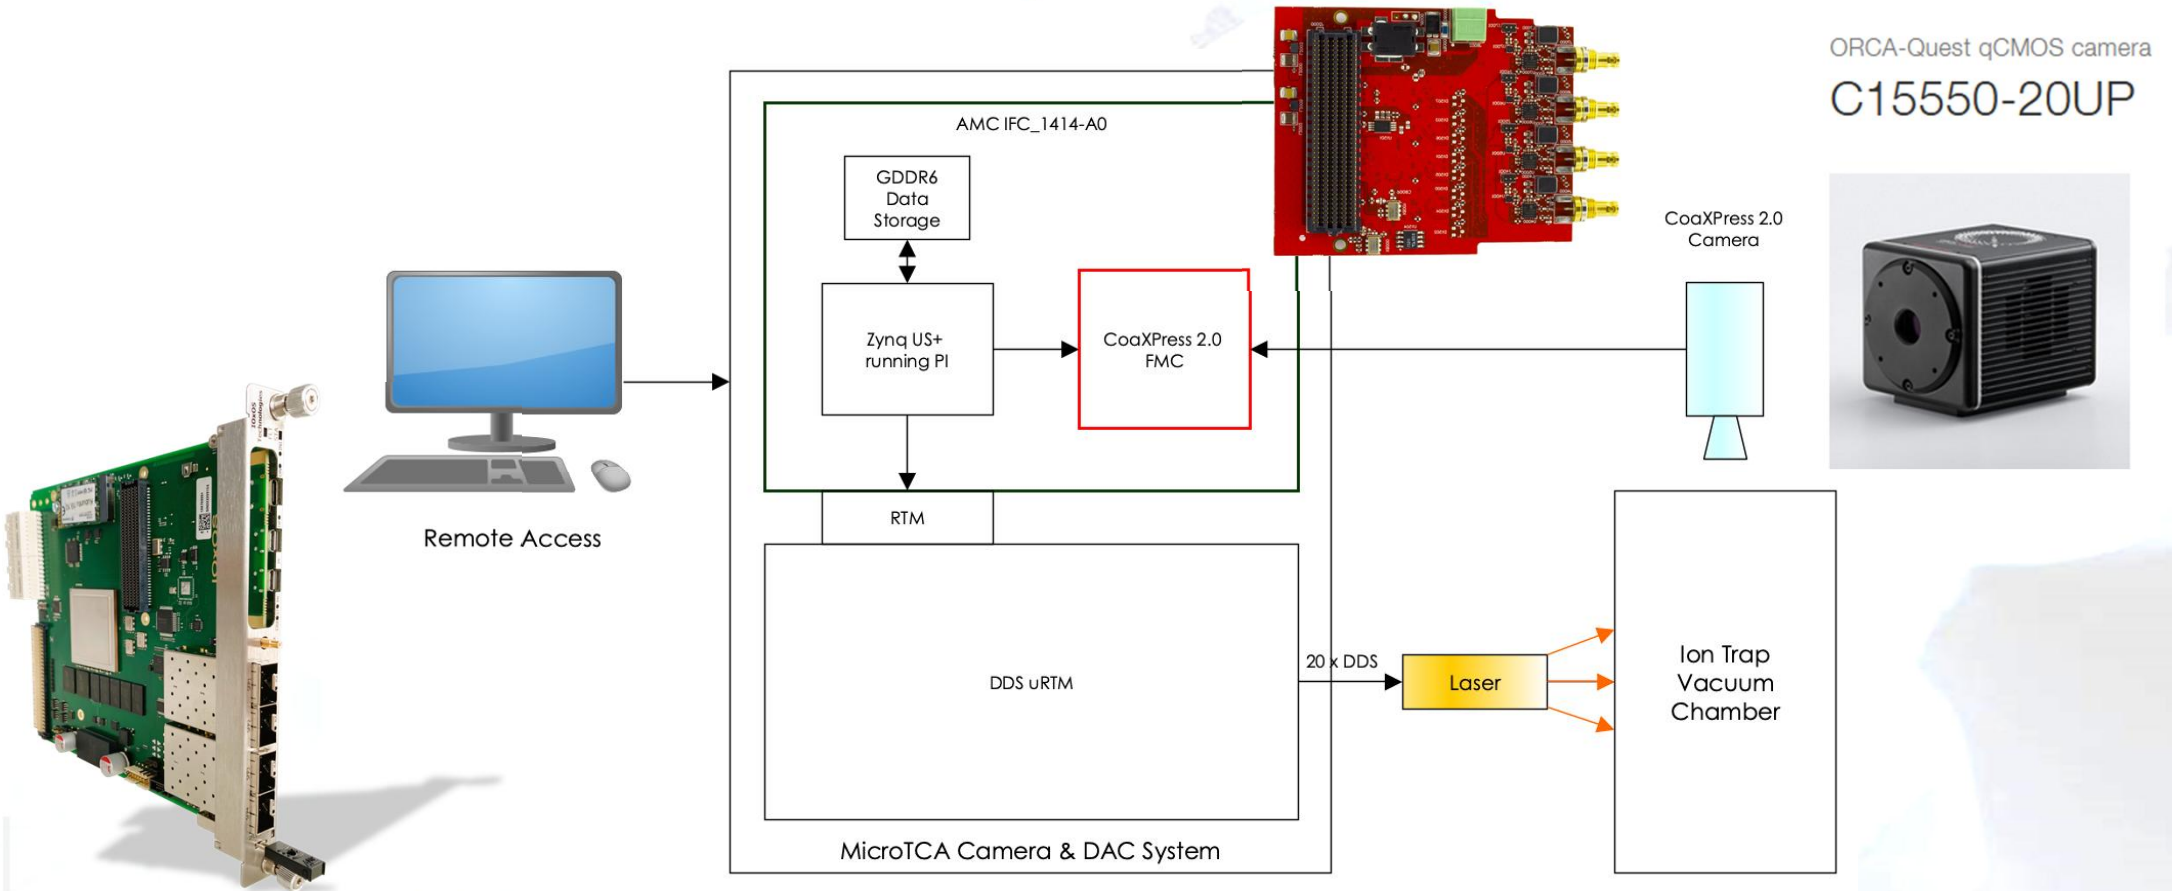 ORCA-Quest qCMOS camera
C15550-20UP
AMC IFC_1414-A0
GDDR6
Data
Storage
CoaXPress 2.0
Camera
Zynq US+
running PI
CoaXPress 2.0
FMC
RTM
Remote Access
DDS uRTM
20 x DDS
Laser
Ion Trap
Vacuum
Chamber
MicroTCA Camera & DAC System
IOxOS
Technologies